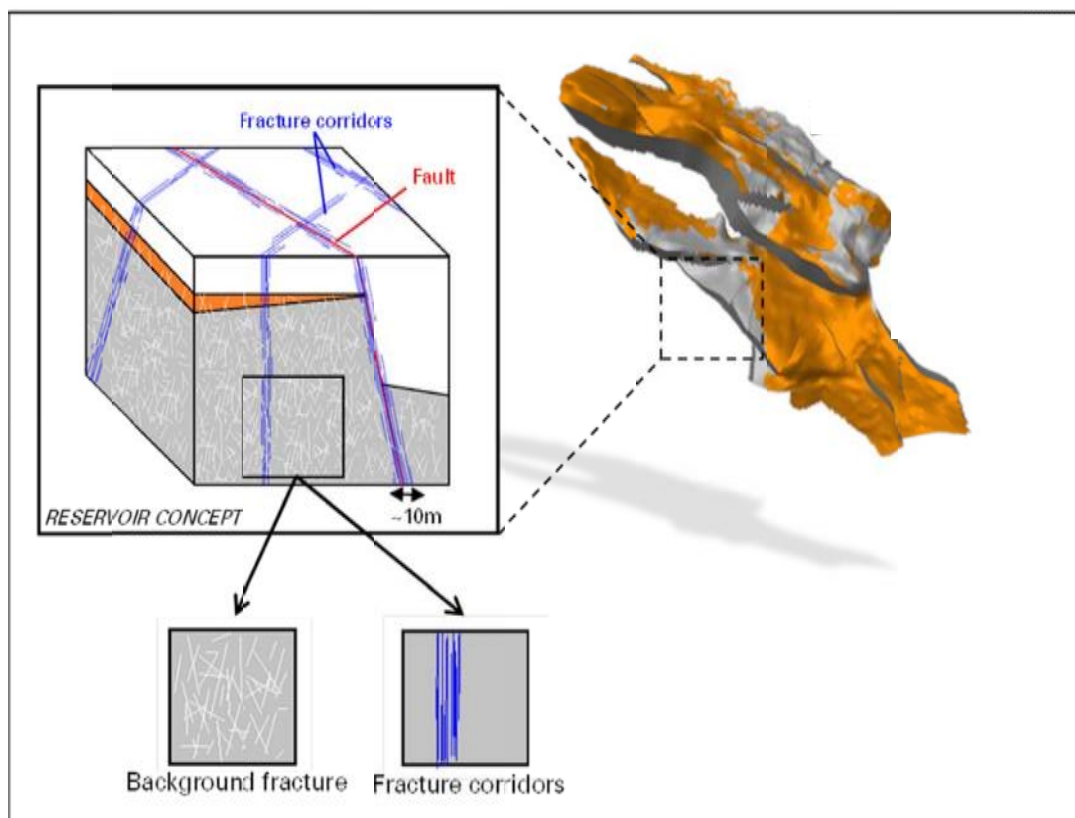 Fracture corridors
Fault
RESERVOIR CONCEPT
~10m
Background fracture
Fracture corridors